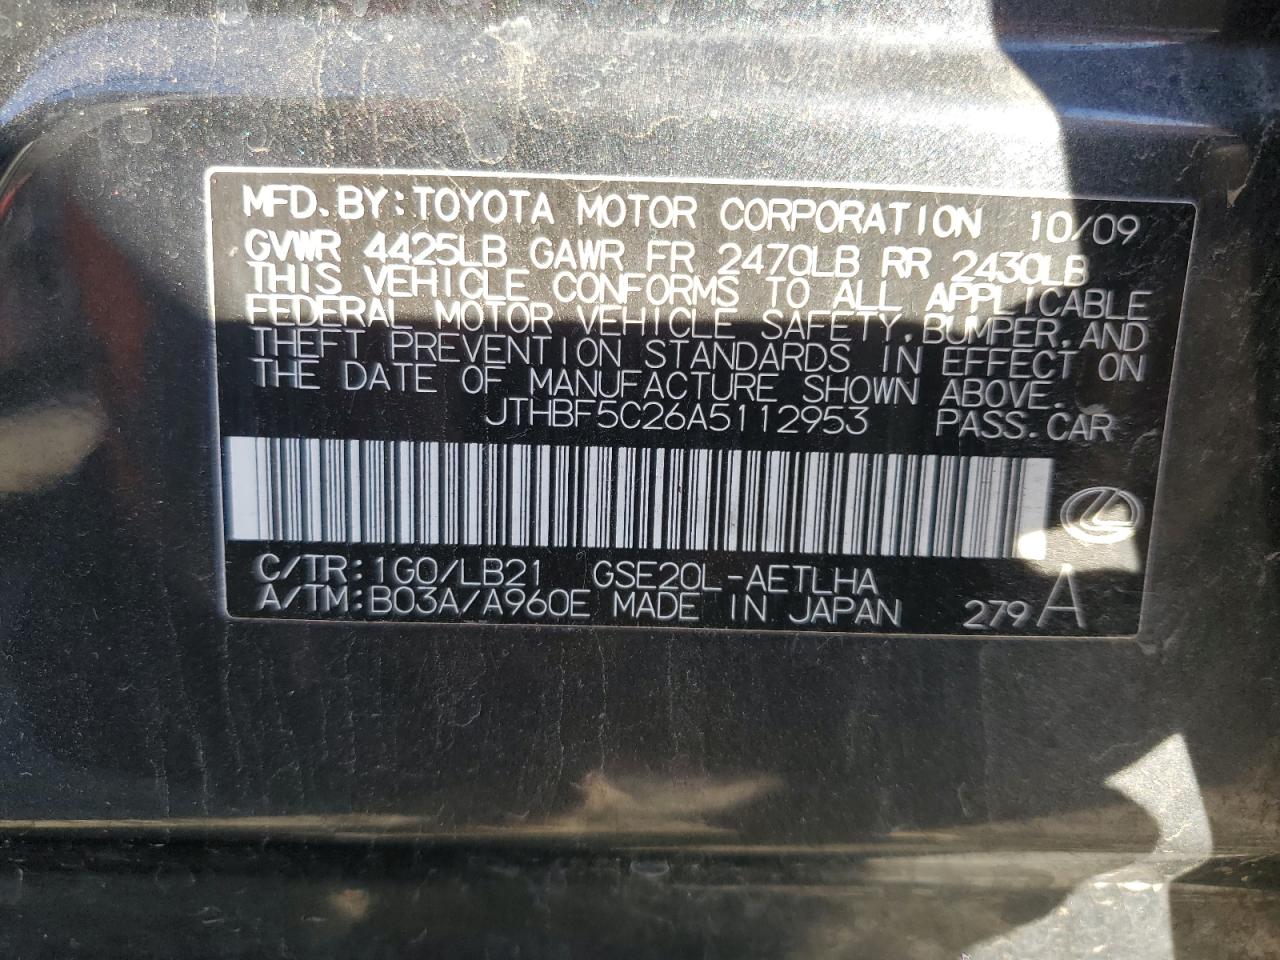 MFD. BY: TOYOTA MOTOR CORPORATION 10/09
GVWR 4425LB GAWR FR 2470LB RR 2430LB
THIS VEHICLE CONFORMS TO ALL APPLICABLE
FEDERAL MOTOR VEHICLE SAFETY, BUMPER, AND
THEFT PREVENTION STANDARDS IN EFFECT ON
THE DATE OF MANUFACTURE SHOWN ABOVE.
JTHBF5C26A5112953 PASS. CAR
C/TR: 1G0/LB21 GSE20L-AETLHA
A/TM: B03A/A960E MADE IN JAPAN 279 A